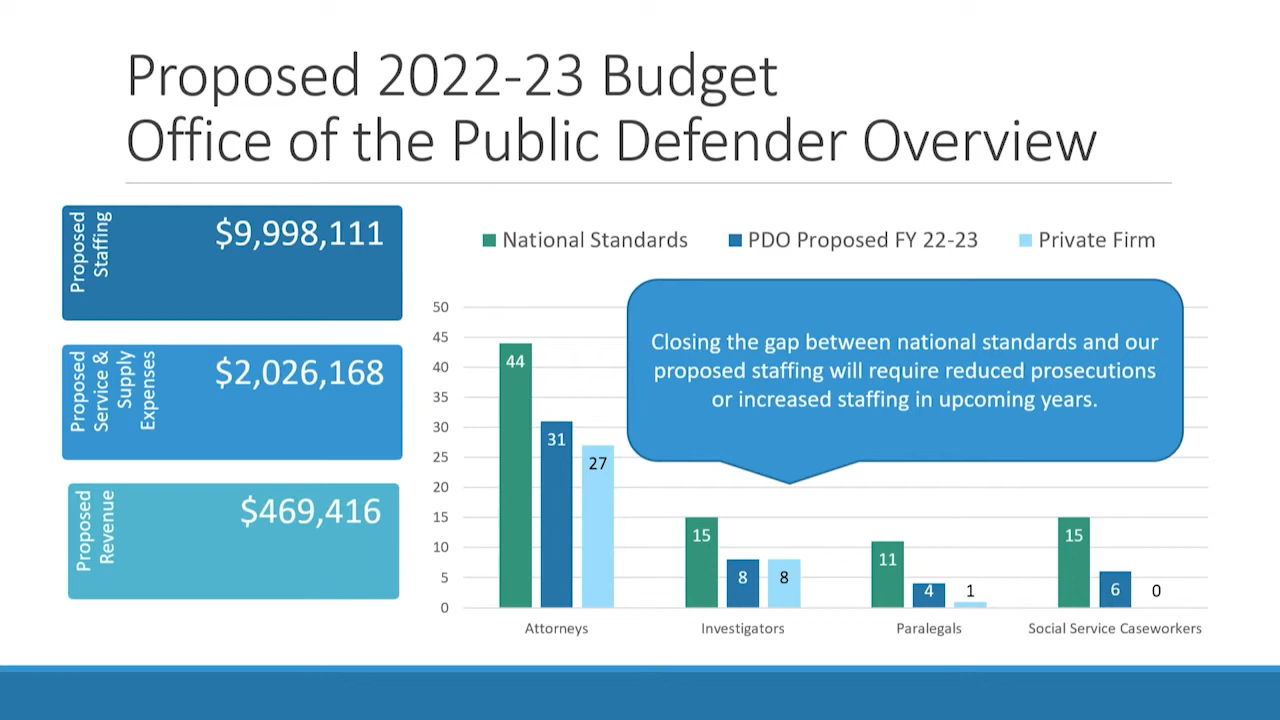 Proposed 2022-23 Budget
Office of the Public Defender Overview
Proposed
Staffing
$9,998,111
Proposed
Service &
Supply
Expenses
$2,026,168
Proposed
Revenue
$469,416
National Standards
PDO Proposed FY 22-23
Private Firm
Closing the gap between national standards and our
proposed staffing will require reduced prosecutions
or increased staffing in upcoming years.
50
45
40
35
30
25
20
15
10
5
0
44
31
27
15
8
8
11
4
1
15
6
0
Attorneys
Investigators
Paralegals
Social Service Caseworkers